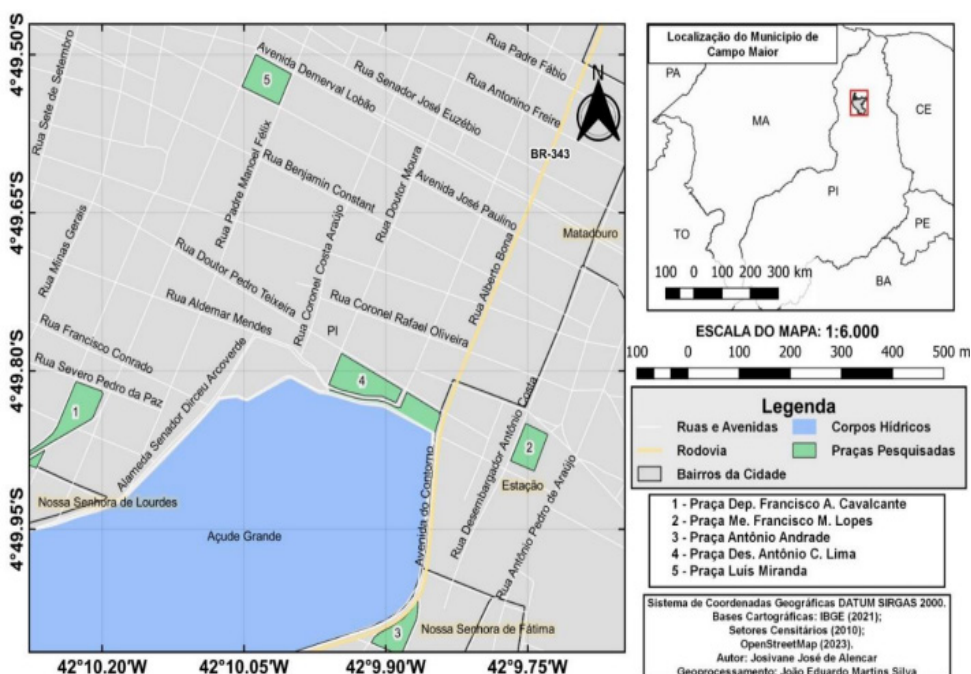 4°49.50'S
4°49.65'S
4°49.80'S
4°49.95'S
42°10.20'W
42°10.05'W
42°9.90'W
42°9.75'W
Rua Sete de Setembro
Avenida Demerval Lobão
Rua Senador José Euzébio
Rua Padre Fábio
Rua Antonino Freire
N
5
BR-343
Rua Padre Manoel Félix
Rua Benjamin Constant
Rua Doutor Moura
Avenida José Paulino
Matadouro
Rua Minas Gerais
Rua Doutor Pedro Teixeira
Rua Coronel Costa Araújo
Rua Alberto Bona
Rua Aldemar Mendes
Rua Coronel Rafael Oliveira
PI
Rua Francisco Conrado
Rua Severo Pedro da Paz
Alameda Senador Dirceu Arcoverde
4
1
2
Rua Desembargador Antônio Costa
Estação
Nossa Senhora de Lourdes
Açude Grande
Avenida do Contorno
Rua Antônio Pedro de Araújo
3
Nossa Senhora de Fátima
Localização do Município de
Campo Maior
PA
MA
CE
PI
TO
PE
BA
100 0 100 200 300 km
ESCALA DO MAPA: 1:6.000
100 0 100 200 300 400 500 m
Legenda
Ruas e Avenidas
Corpos Hídricos
Rodovia
Praças Pesquisadas
Bairros da Cidade
1 - Praça Dep. Francisco A. Cavalcante
2 - Praça Me. Francisco M. Lopes
3 - Praça Antônio Andrade
4 - Praça Des. Antônio C. Lima
5 - Praça Luis Miranda
Sistema de Coordenadas Geográficas DATUM SIRGAS 2000.
Bases Cartográficas: IBGE (2021);
Setores Censitários (2010);
OpenStreetMap (2023).
Autor: Josivane José de Alencar
Geoprocessamento: João Eduardo Martins Silva